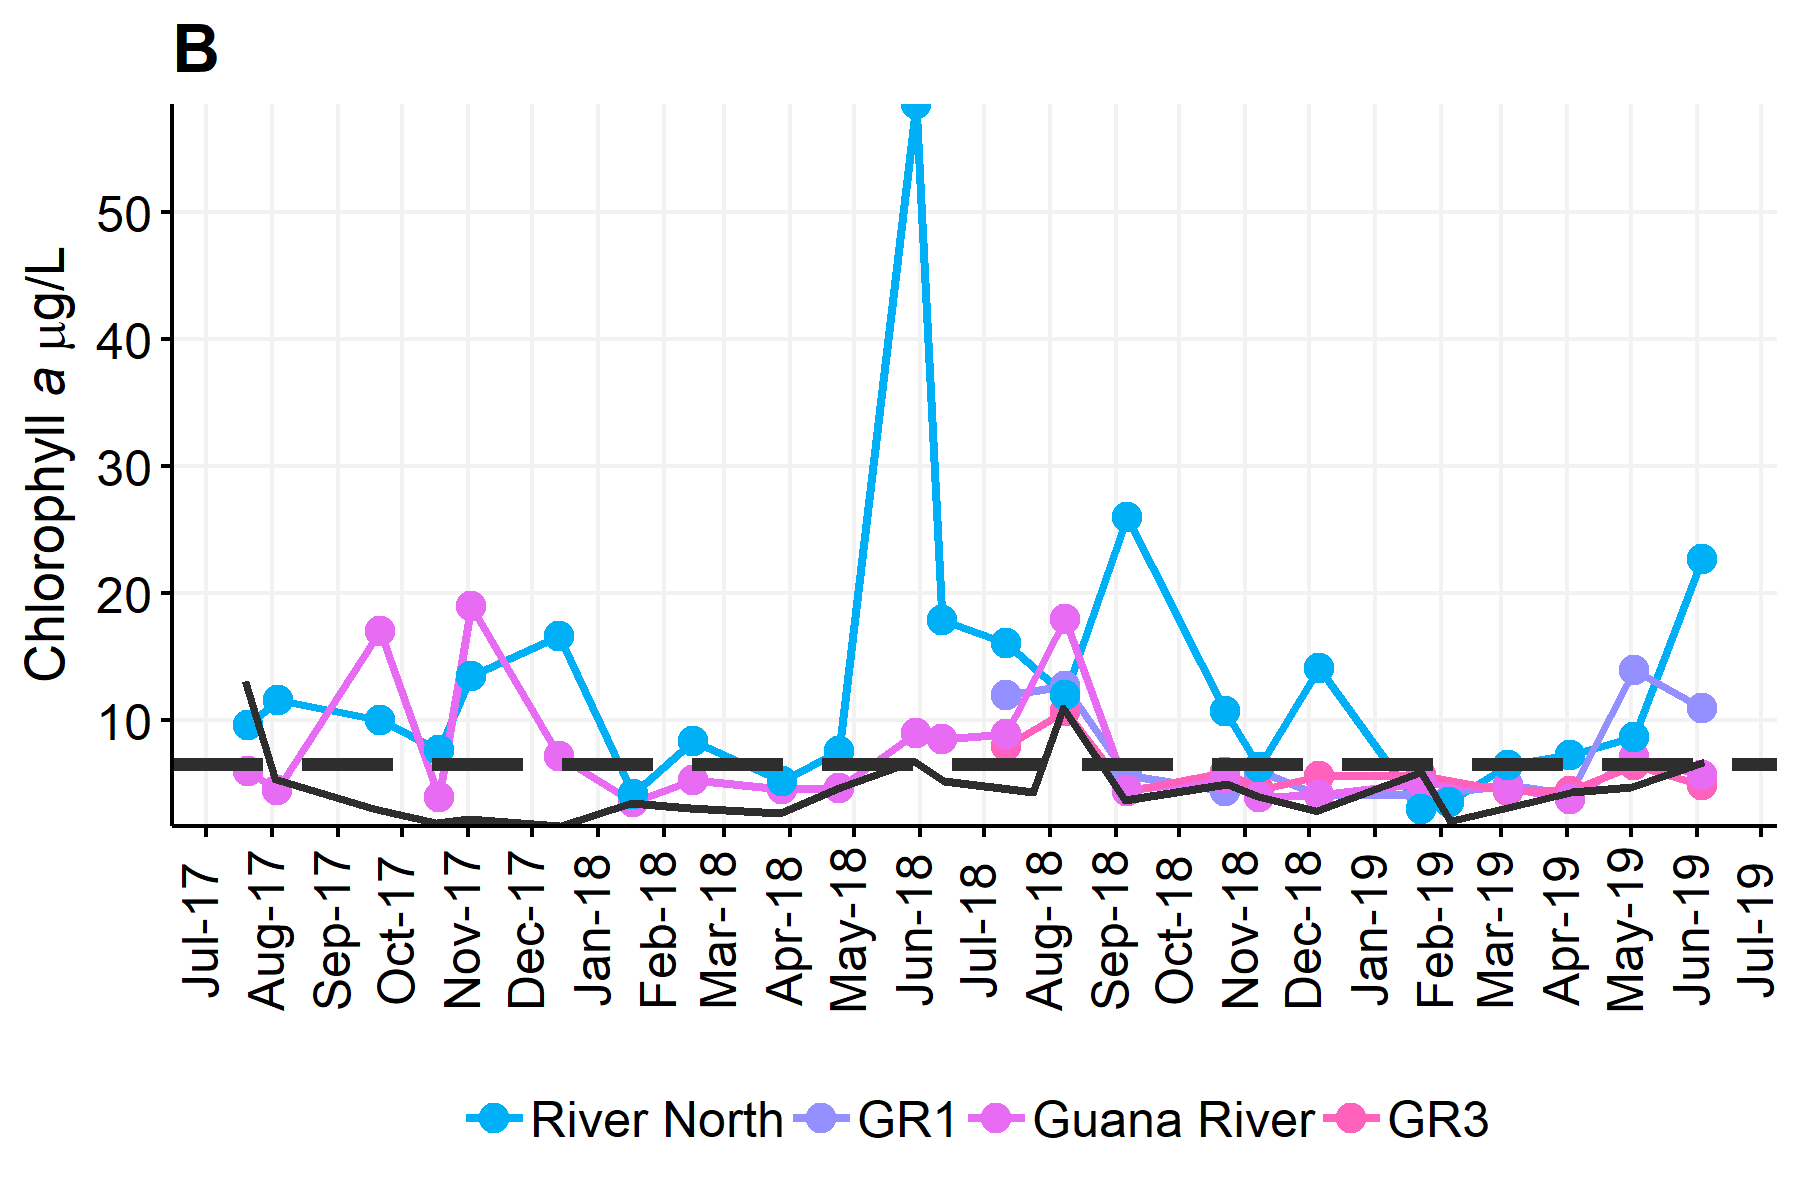 B
Chlorophyll a μg/L
50
40
30
20
10
Jul-17
Aug-17
Sep-17
Oct-17
Nov-17
Dec-17
Jan-18
Feb-18
Mar-18
Apr-18
May-18
Jun-18
Jul-18
Aug-18
Sep-18
Oct-18
Nov-18
Dec-18
Jan-19
Feb-19
Mar-19
Apr-19
May-19
Jun-19
Jul-19
River North GR1 Guana River GR3